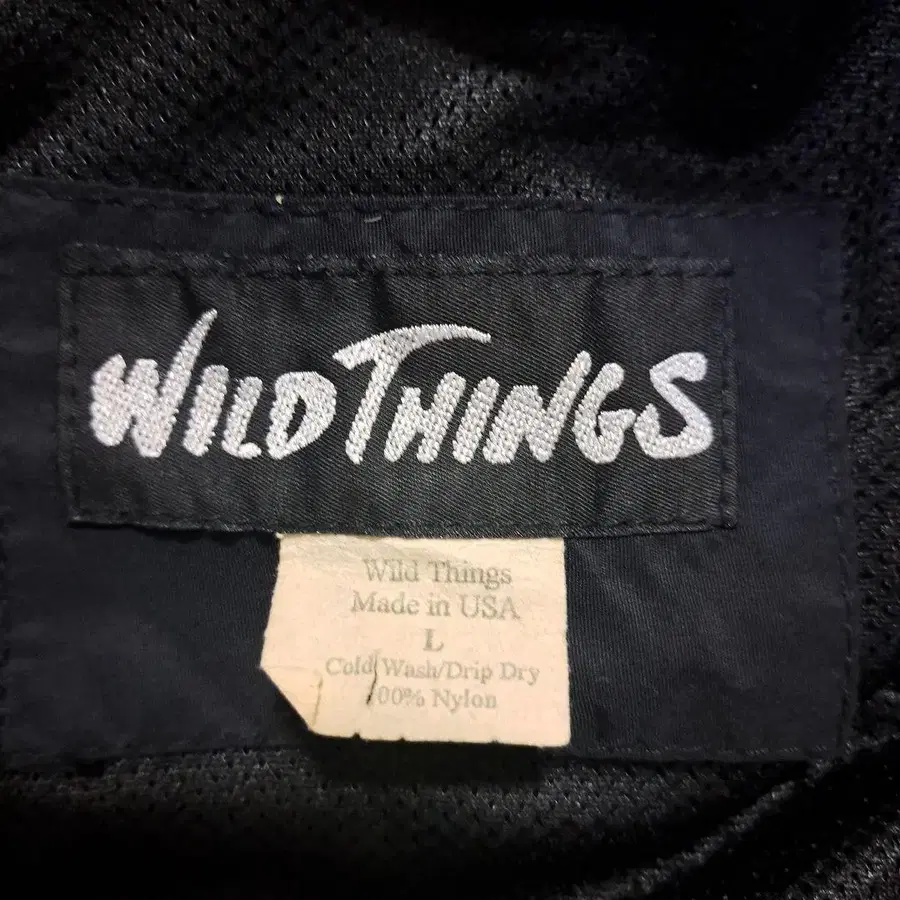 WILDTHINGS
Wild Things
Made in USA
L
Cold Wash/Drip Dry
100% Nylon